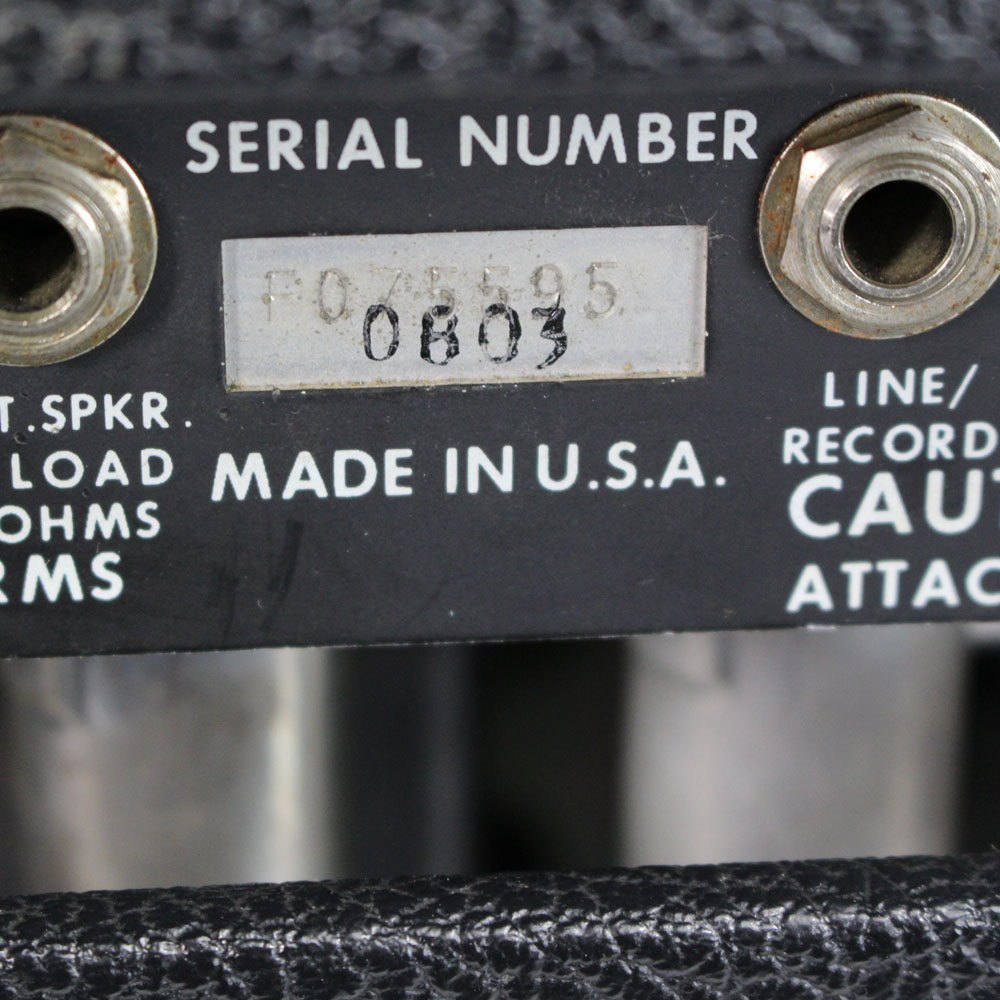 SERIAL NUMBER
F075595
0803
MADE IN U.S.A.
T.SPKR.
LOAD
OHMS
RMS
LINE/
RECORD
CAUT
ATTAC